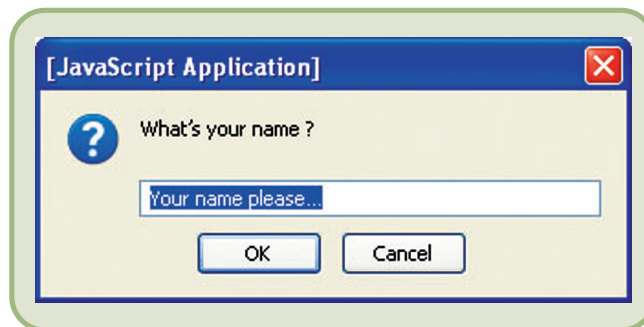 [JavaScript Application]
What's your name ?
Your name please...
OK
Cancel